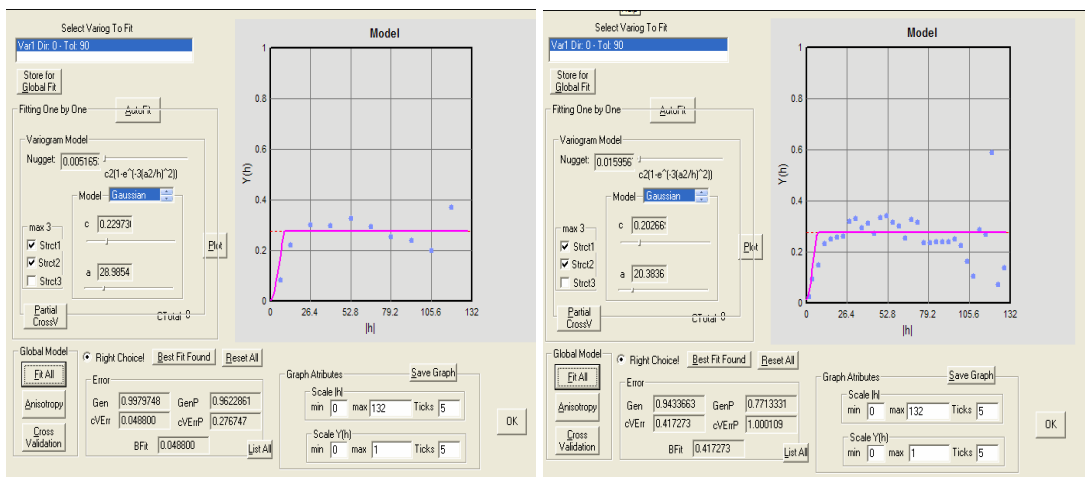 Select Variog To Fit
Var1 Dir: 0 - Tol: 90
Store for
Global Fit
Fitting One by One
AutoFit
Variogram Model
Nugget: 0.005165
c2(1-e^(-3(a2/h)^2))
Model Gaussian
max 3
c 0.22973
Strct1
Strct2
Strct3
a 28.9854
Plot
Partial
CrossV
CTotal 0
Model
Y(h)
1
0.8
0.6
0.4
0.2
0
0 26.4 52.8 79.2 105.6 132
|h|
Global Model
Fit All
Anisotropy
Cross
Validation
Right Choice! Best Fit Found Reset All
Error
Gen 0.9979748 GenP 0.9622861
cVErr 0.048800 cVErrP 0.276747
BFit 0.048800 List All
Graph Atributes Save Graph
Scale |h|
min 0 max 132 Ticks 5
Scale Y(h)
min 0 max 1 Ticks 5
OK
Select Variog To Fit
Var1 Dir: 0 - Tol: 90
Store for
Global Fit
Fitting One by One
AutoFit
Variogram Model
Nugget: 0.015956
c2(1-e^(-3(a2/h)^2))
Model Gaussian
max 3
c 0.20266
Strct1
Strct2
Strct3
a 20.3836
Plot
Partial
CrossV
CTotal 0
Model
Y(h)
1
0.8
0.6
0.4
0.2
0
0 26.4 52.8 79.2 105.6 132
|h|
Global Model
Fit All
Anisotropy
Cross
Validation
Right Choice! Best Fit Found Reset All
Error
Gen 0.9433663 GenP 0.7713331
cVErr 0.417273 cVErrP 1.000109
BFit 0.417273 List All
Graph Atributes Save Graph
Scale |h|
min 0 max 132 Ticks 5
Scale Y(h)
min 0 max 1 Ticks 5
OK